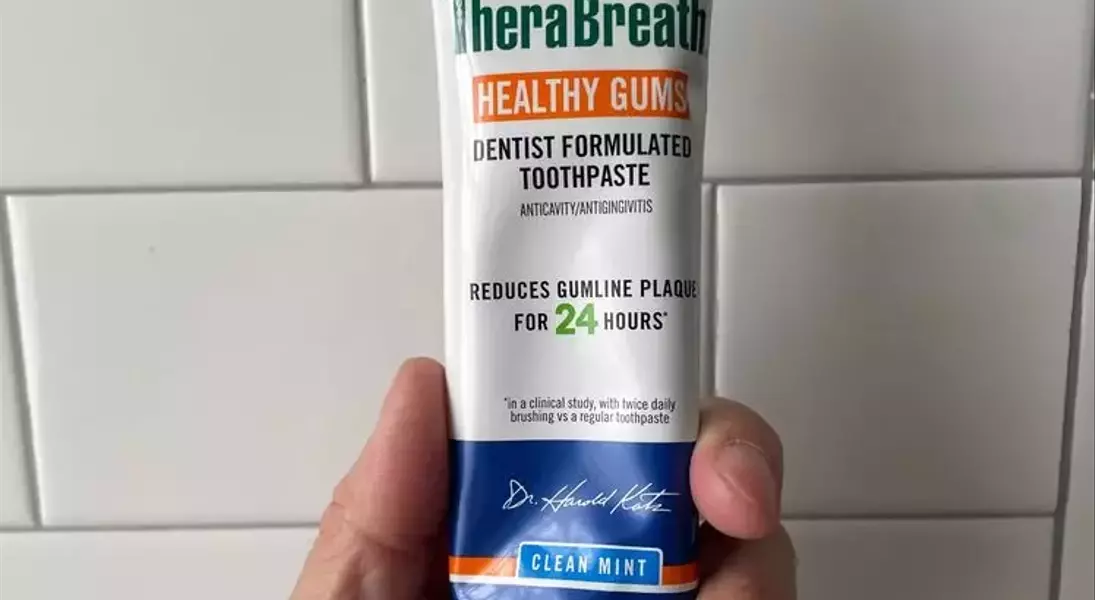 TheraBreath
HEALTHY GUMS
DENTIST FORMULATED
TOOTHPASTE
ANTICAVITY/ANTIGINGIVITIS
REDUCES GUMLINE PLAQUE
FOR 24 HOURS*
*in a clinical study, with twice daily
brushing vs a regular toothpaste
Dr. Harold Katz
CLEAN MINT